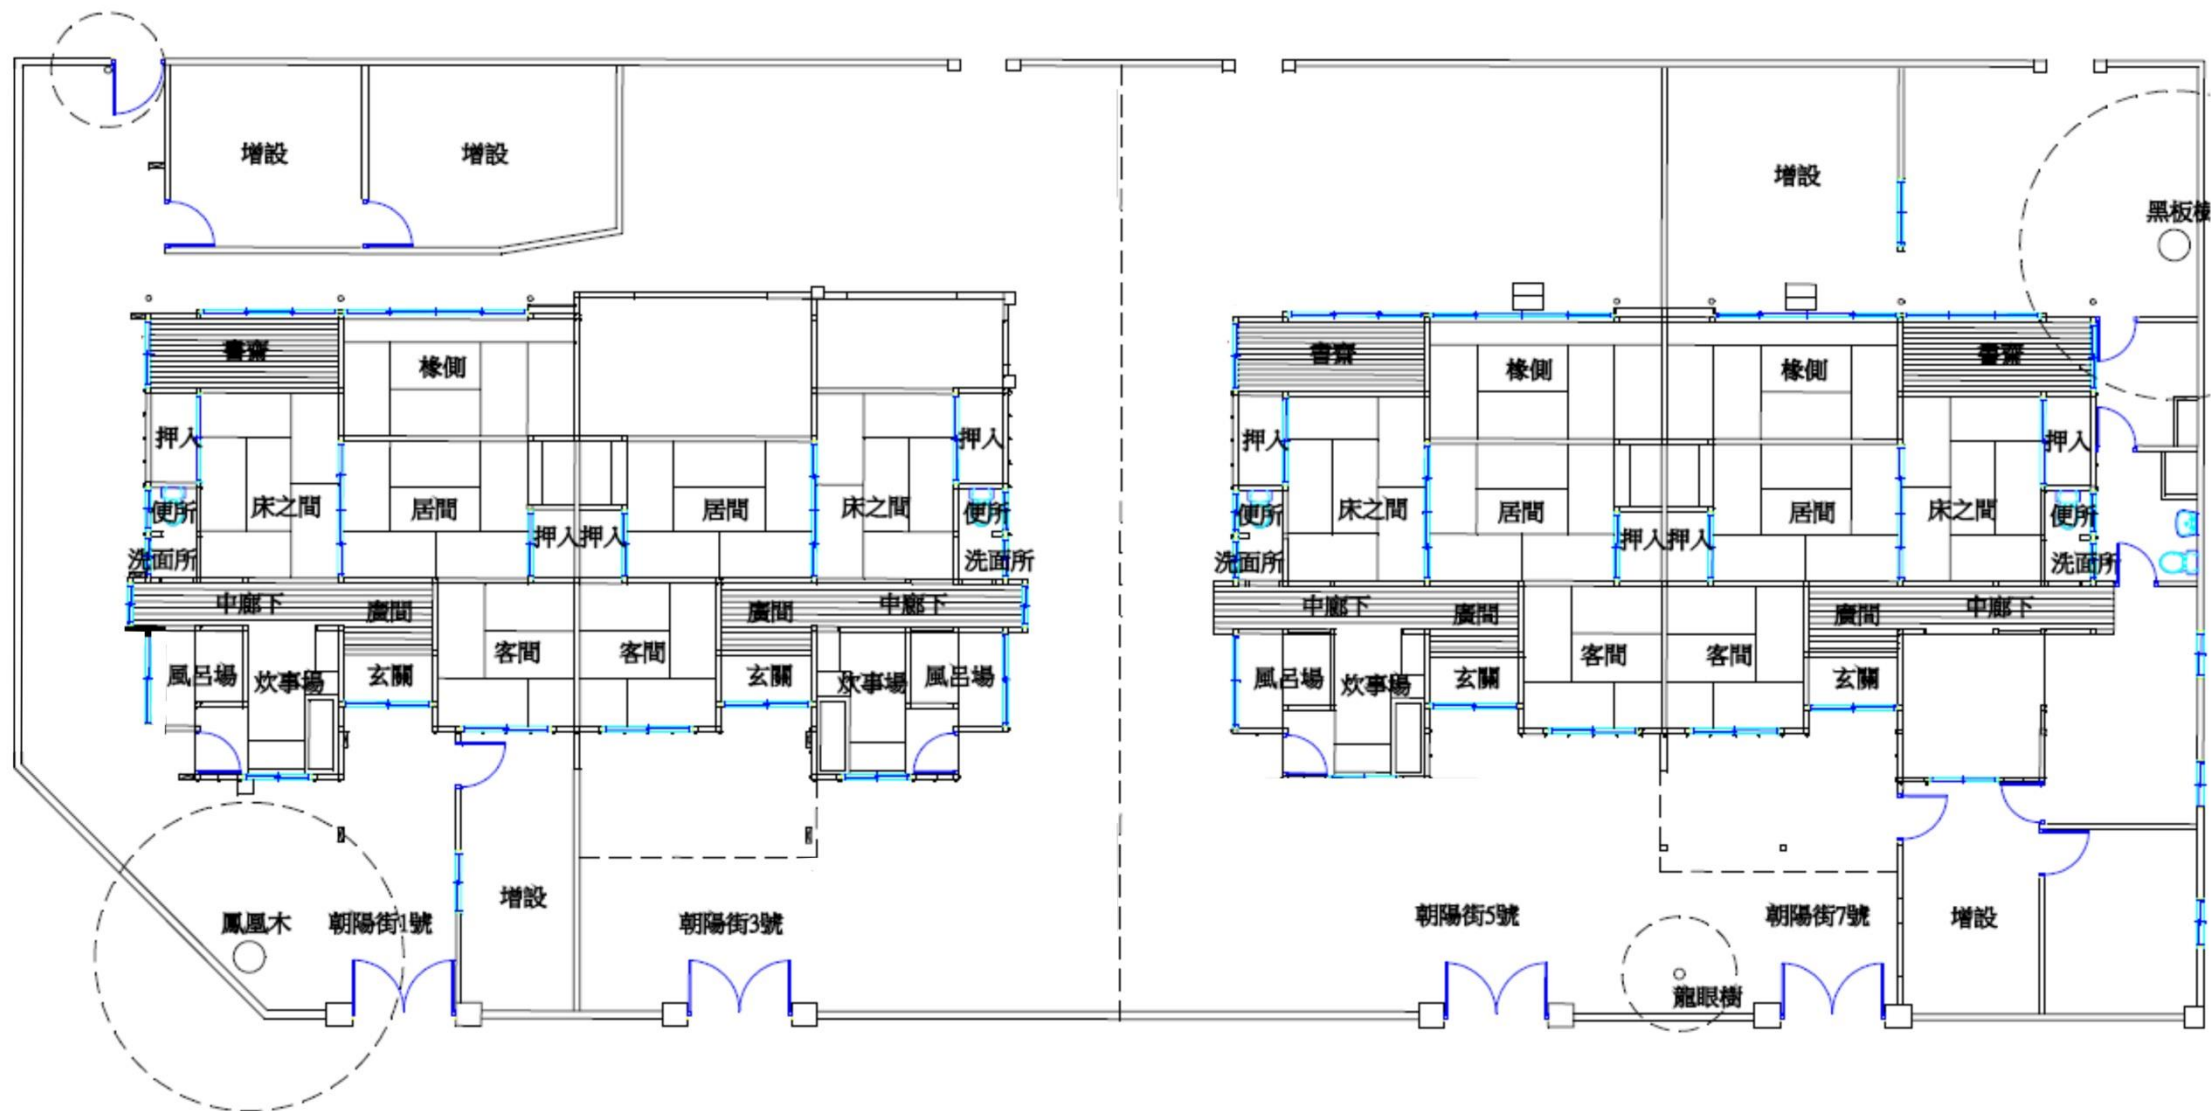 增設
增設
增設
黑板樹
書齋
椽側
書齋
椽側
椽側
書齋
押入
押入
押入
押入
便所
床之間
居間
居間
床之間
便所
便所
床之間
居間
居間
床之間
便所
押入
押入
押入
押入
洗面所
洗面所
洗面所
洗面所
中廊下
廣間
廣間
中廊下
中廊下
廣間
廣間
中廊下
風呂場
炊事場
玄關
客間
客間
炊事場
風呂場
風呂場
炊事場
玄關
客間
客間
玄關
增設
增設
鳳凰木
朝陽街1號
朝陽街3號
朝陽街5號
朝陽街7號
龍眼樹